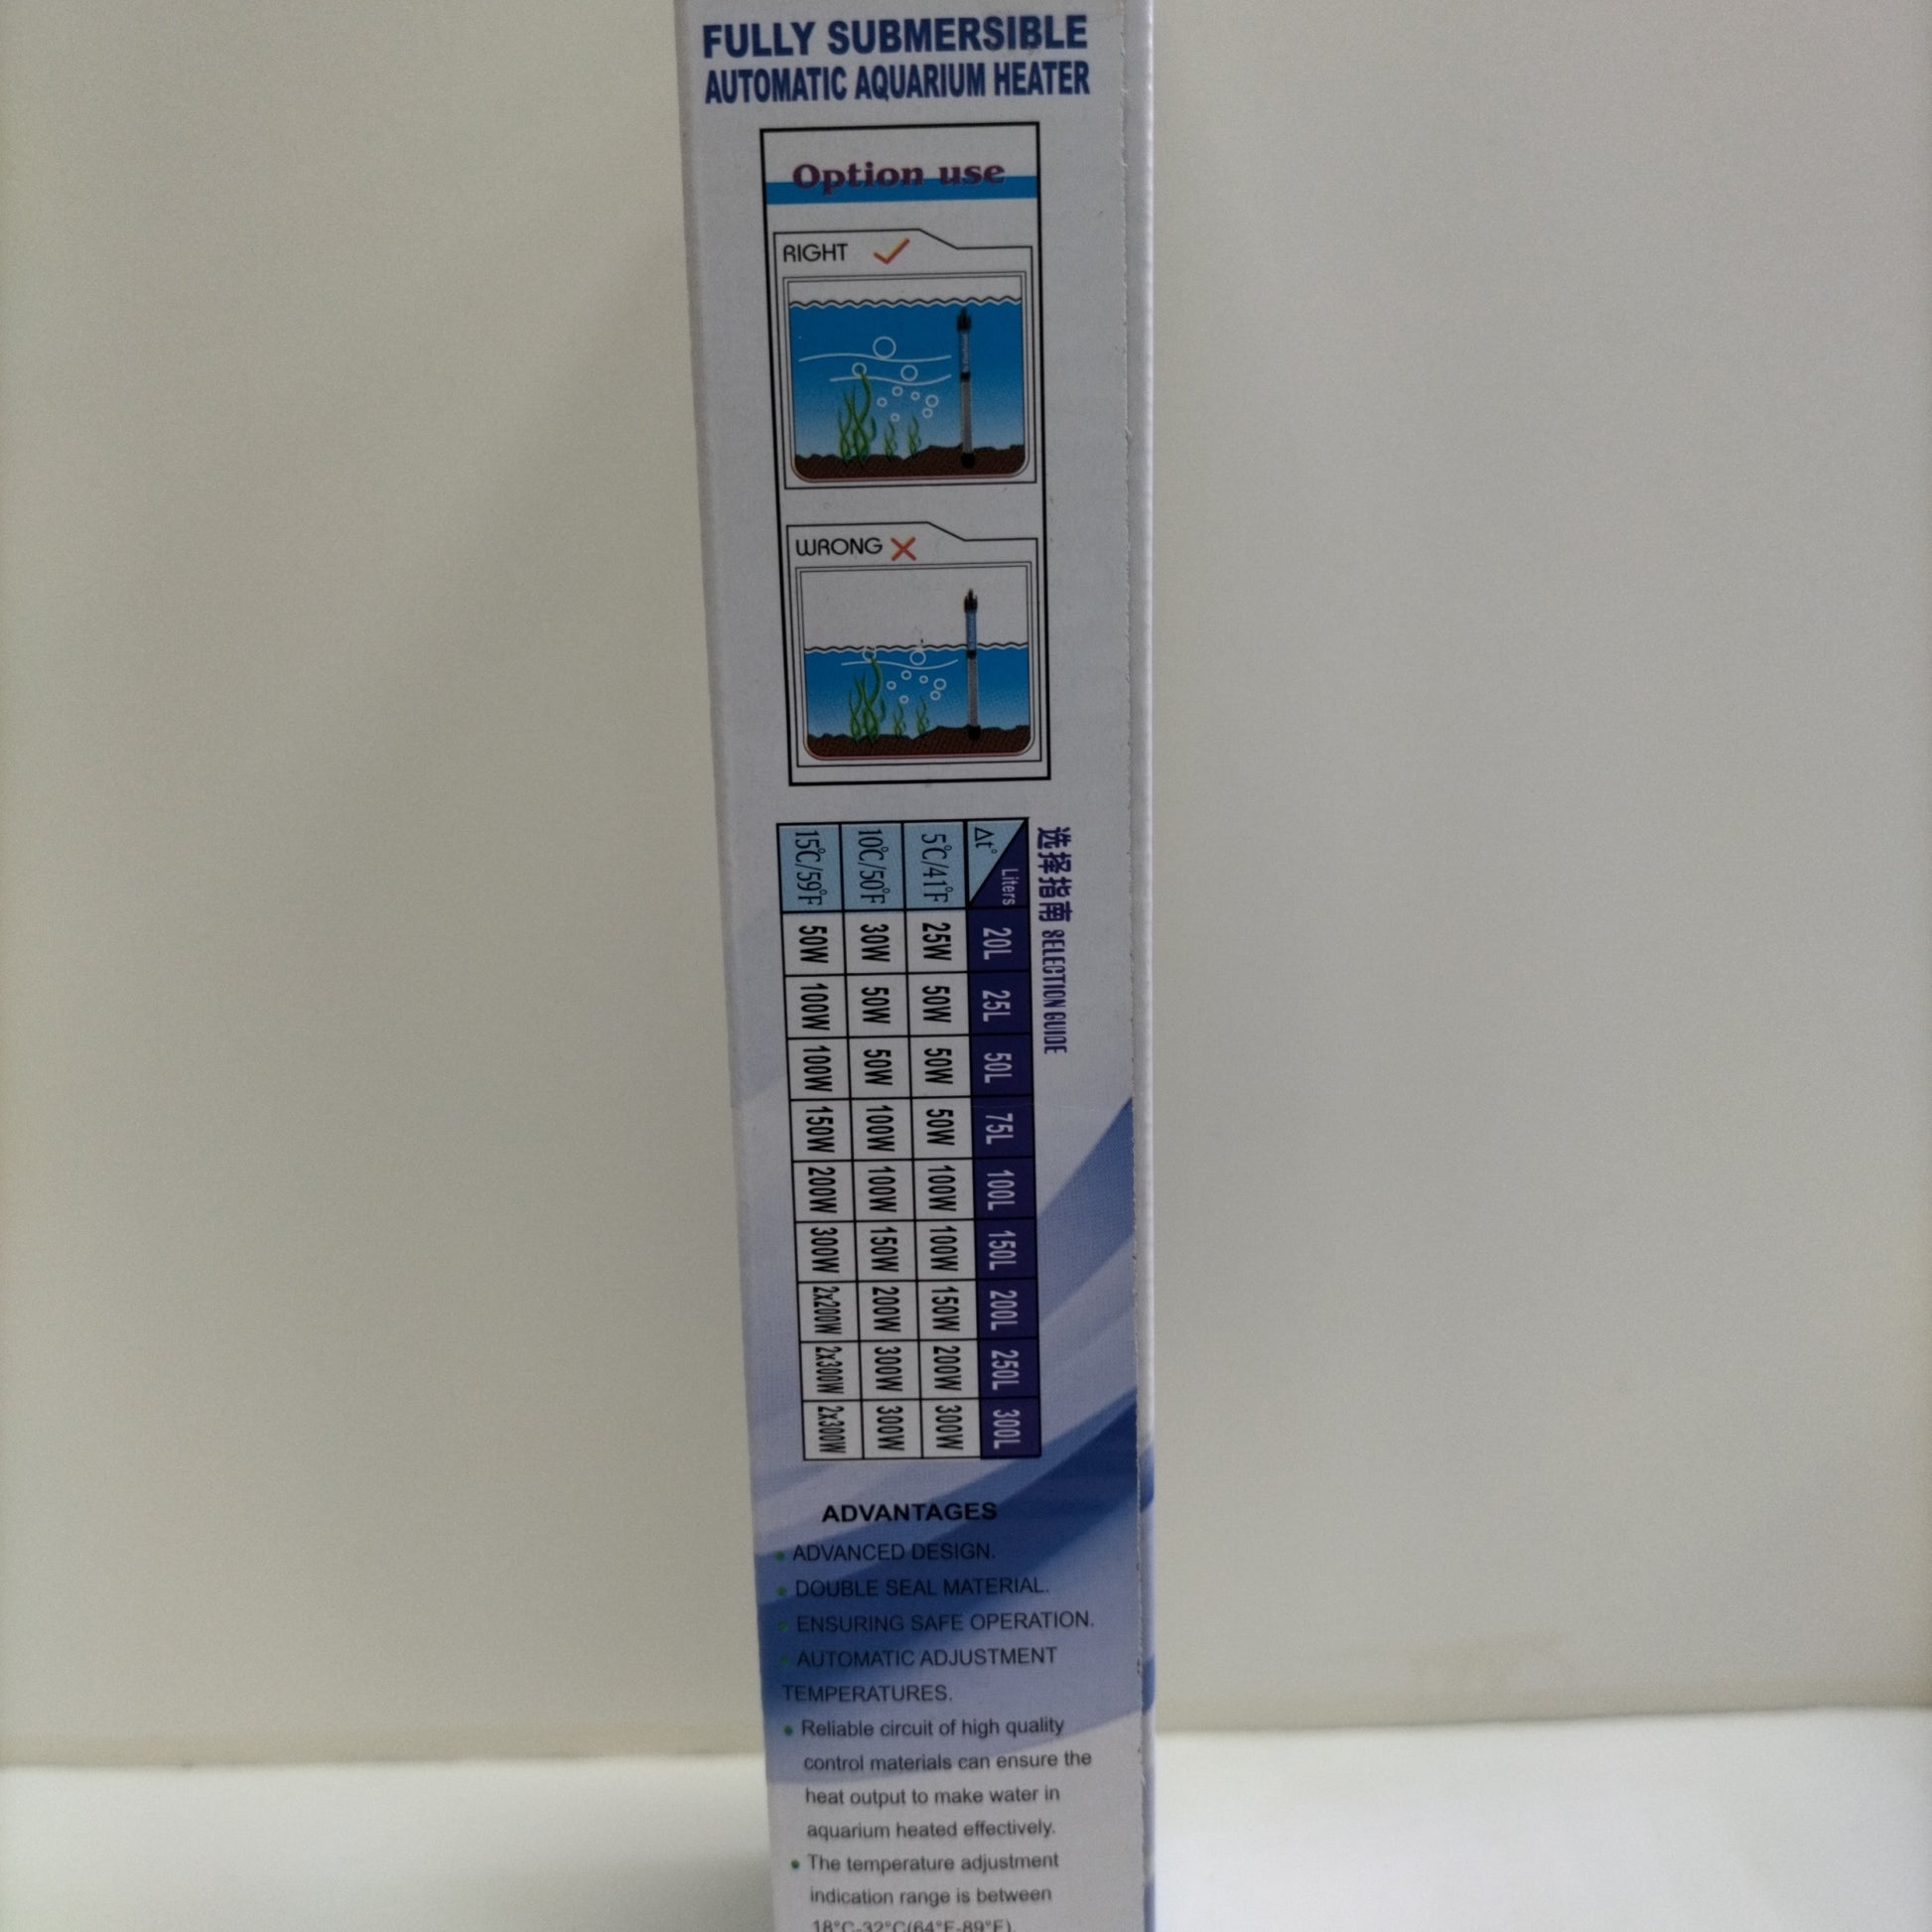 FULLY SUBMERSIBLE
AUTOMATIC AQUARIUM HEATER
Option use
RIGHT
WRONG
选择指南 SELECTION GUIDE
Δt° Liters 20L 25L 50L 75L 100L 150L 200L 250L 300L
5℃/41℉ 25W 50W 50W 50W 100W 100W 150W 200W 300W
10℃/50℉ 30W 50W 50W 100W 100W 150W 200W 300W 300W
15℃/59℉ 50W 100W 100W 150W 200W 300W 2x200W 2x300W 2x300W
ADVANTAGES
• ADVANCED DESIGN.
• DOUBLE SEAL MATERIAL.
• ENSURING SAFE OPERATION.
• AUTOMATIC ADJUSTMENT
TEMPERATURES.
• Reliable circuit of high quality
control materials can ensure the
heat output to make water in
aquarium heated effectively.
• The temperature adjustment
indication range is between
18°C-32°C(64°F-89°F).